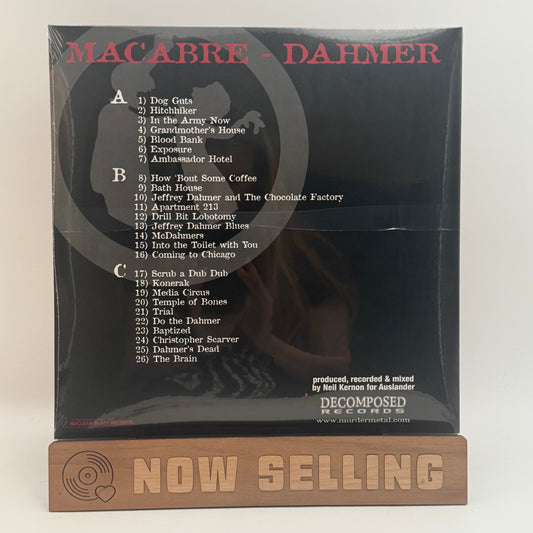 MACABRE - DAHMER
A
1) Dog Guts
2) Hitchhiker
3) In the Army Now
4) Grandmother's House
5) Blood Bank
6) Exposure
7) Ambassador Hotel
B
8) How 'Bout Some Coffee
9) Bath House
10) Jeffrey Dahmer and The Chocolate Factory
11) Apartment 213
12) Drill Bit Lobotomy
13) Jeffrey Dahmer Blues
14) McDahmers
15) Into the Toilet with You
16) Coming to Chicago
C
17) Scrub a Dub Dub
18) Konerak
19) Media Circus
20) Temple of Bones
21) Trial
22) Do the Dahmer
23) Baptized
24) Christopher Scarver
25) Dahmer's Dead
26) The Brain
produced, recorded & mixed
by Neil Kernon for Auslander
DECOMPOSED
RECORDS
www.murdermetal.com
NUCLEAR BLAST RECORDS
NOW SELLING